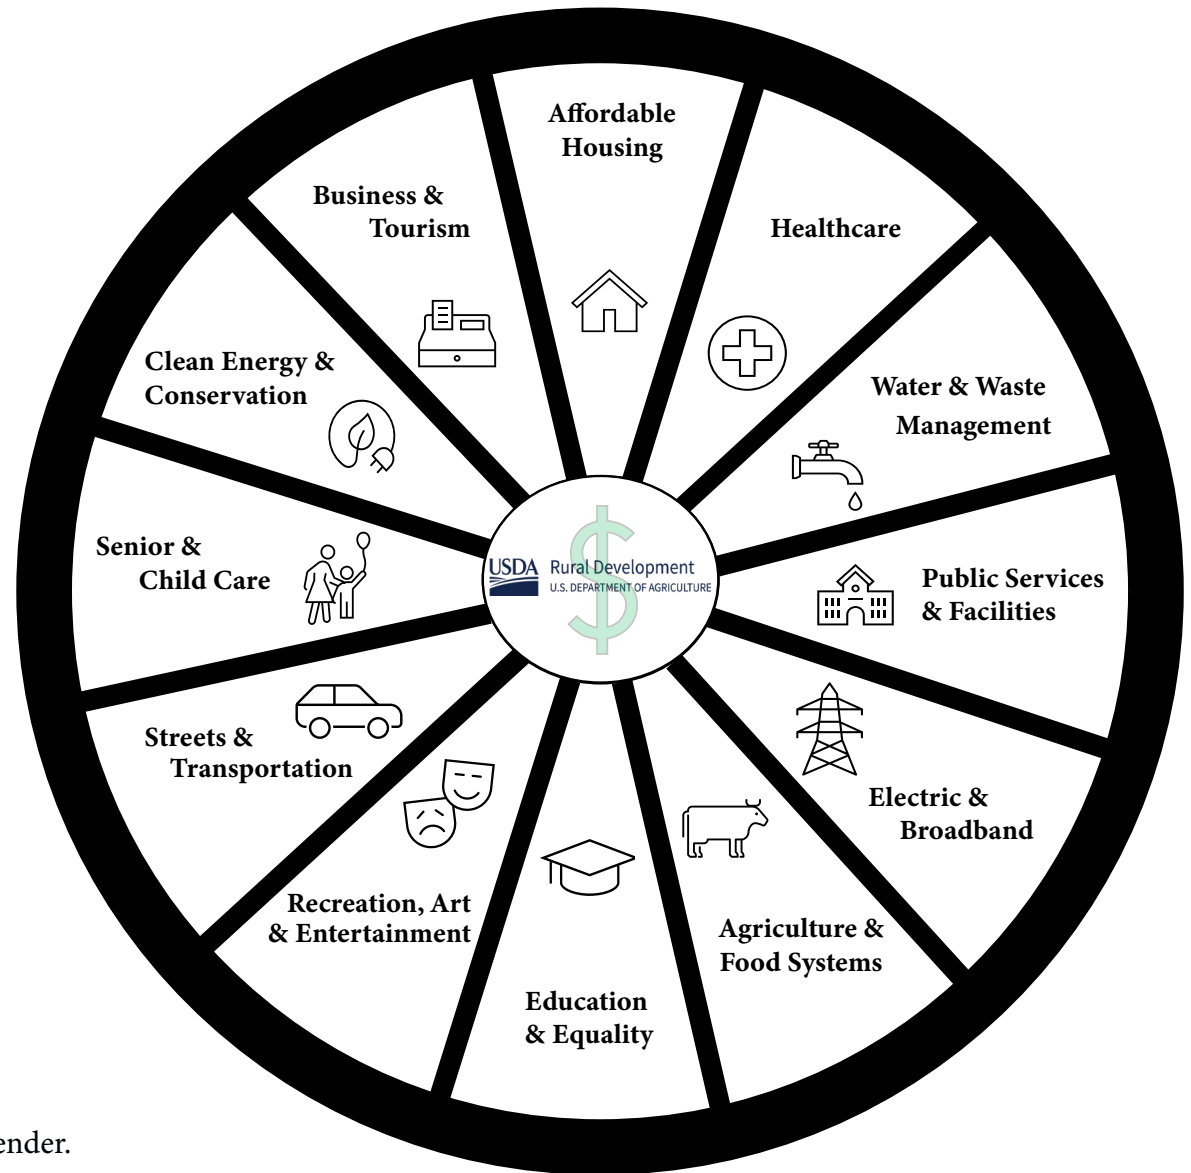 Affordable
Housing
Healthcare
Water & Waste
Management
Public Services
& Facilities
Electric &
Broadband
Agriculture &
Food Systems
Education
& Equality
Recreation, Art
& Entertainment
Streets &
Transportation
Senior &
Child Care
Clean Energy &
Conservation
Business &
Tourism
USDA Rural Development
U.S. DEPARTMENT OF AGRICULTURE
$
ender.